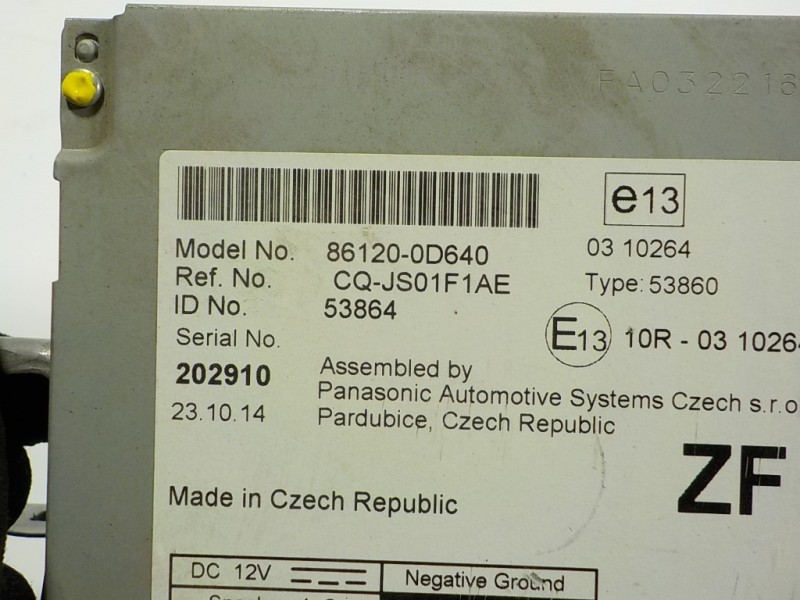 FA032216
e13
Model No. 86120-0D640
03 10264
Ref. No. CQ-JS01F1AE
Type: 53860
ID No. 53864
E13 10R - 03 10264
Serial No.
202910
Assembled by
Panasonic Automotive Systems Czech s.r.o
23.10.14
Pardubice, Czech Republic
ZF
Made in Czech Republic
DC 12V
Negative Ground